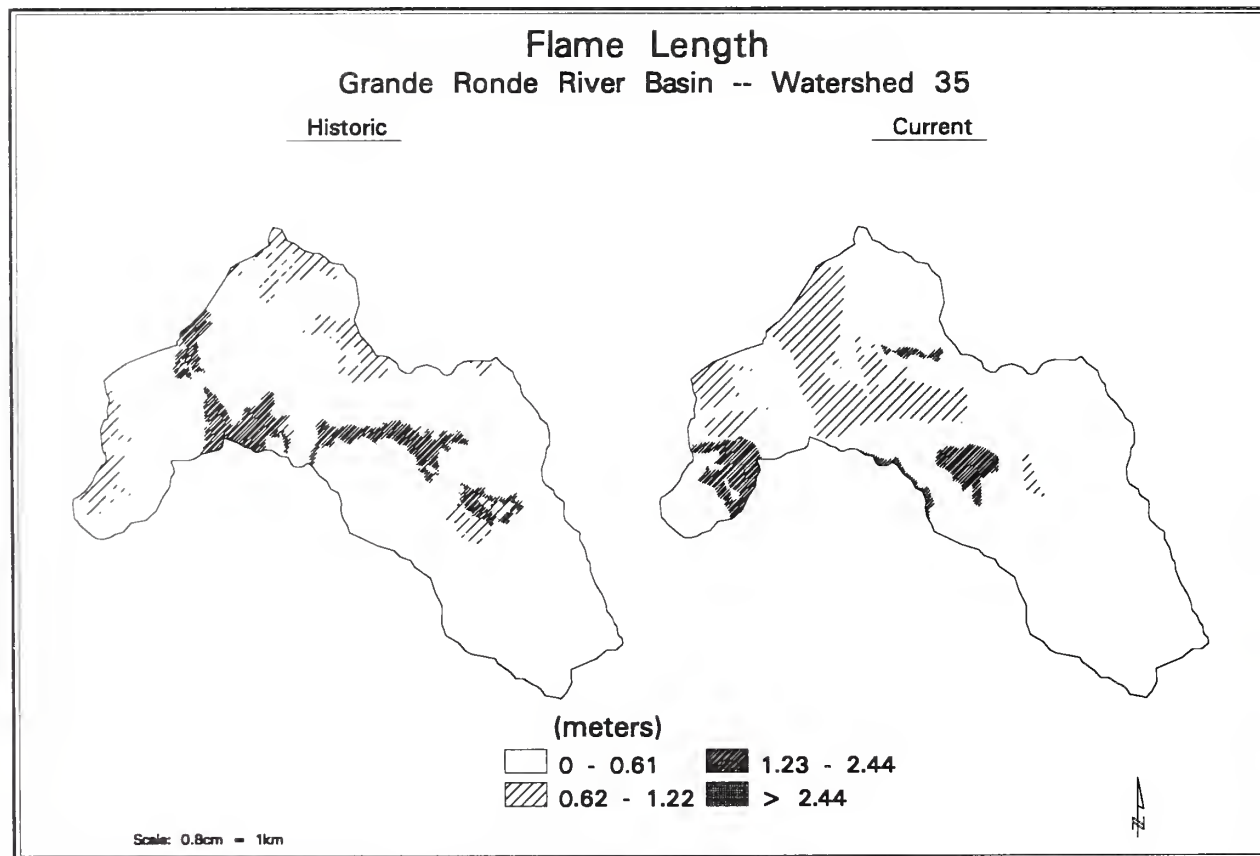 Flame Length
Grande Ronde River Basin -- Watershed 35
Historic
Current
(meters)
0 - 0.61
1.23 - 2.44
0.62 - 1.22
> 2.44
Scale: 0.8cm = 1km
N